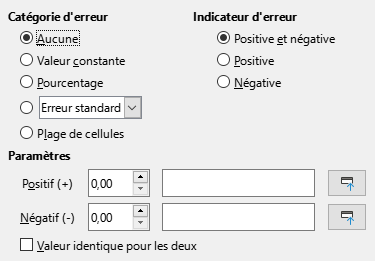 Catégorie d'erreur
Indicateur d'erreur
Aucune
Positive et négative
Valeur constante
Positive
Pourcentage
Négative
Erreur standard
Plage de cellules
Paramètres
Positif (+)
0,00
Négatif (-)
0,00
Valeur identique pour les deux